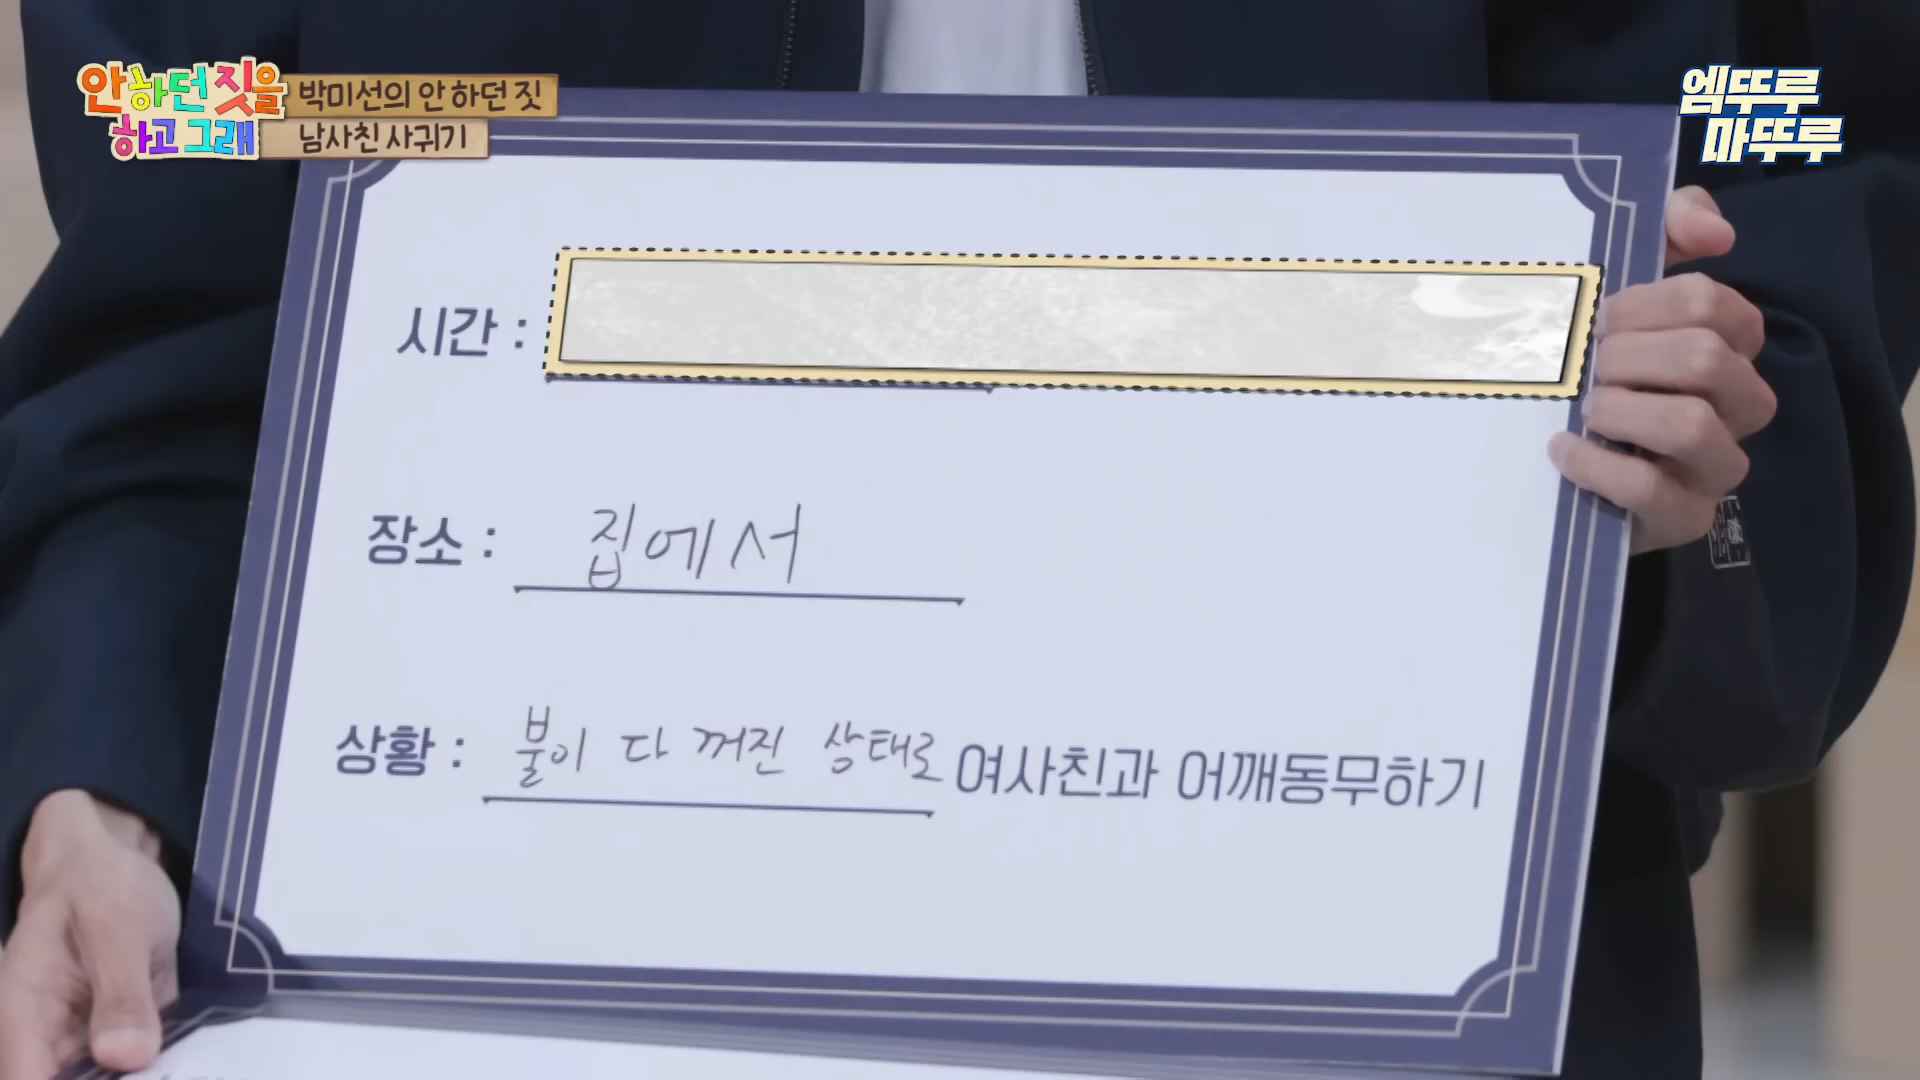 안 하던 짓을
하고 그래
박미선의 안 하던 짓
남사친 사귀기
엠뚜루
마뚜루
시간 :
장소 : 집에서
상황 : 불이 다 꺼진 상태로 여사친과 어깨동무하기